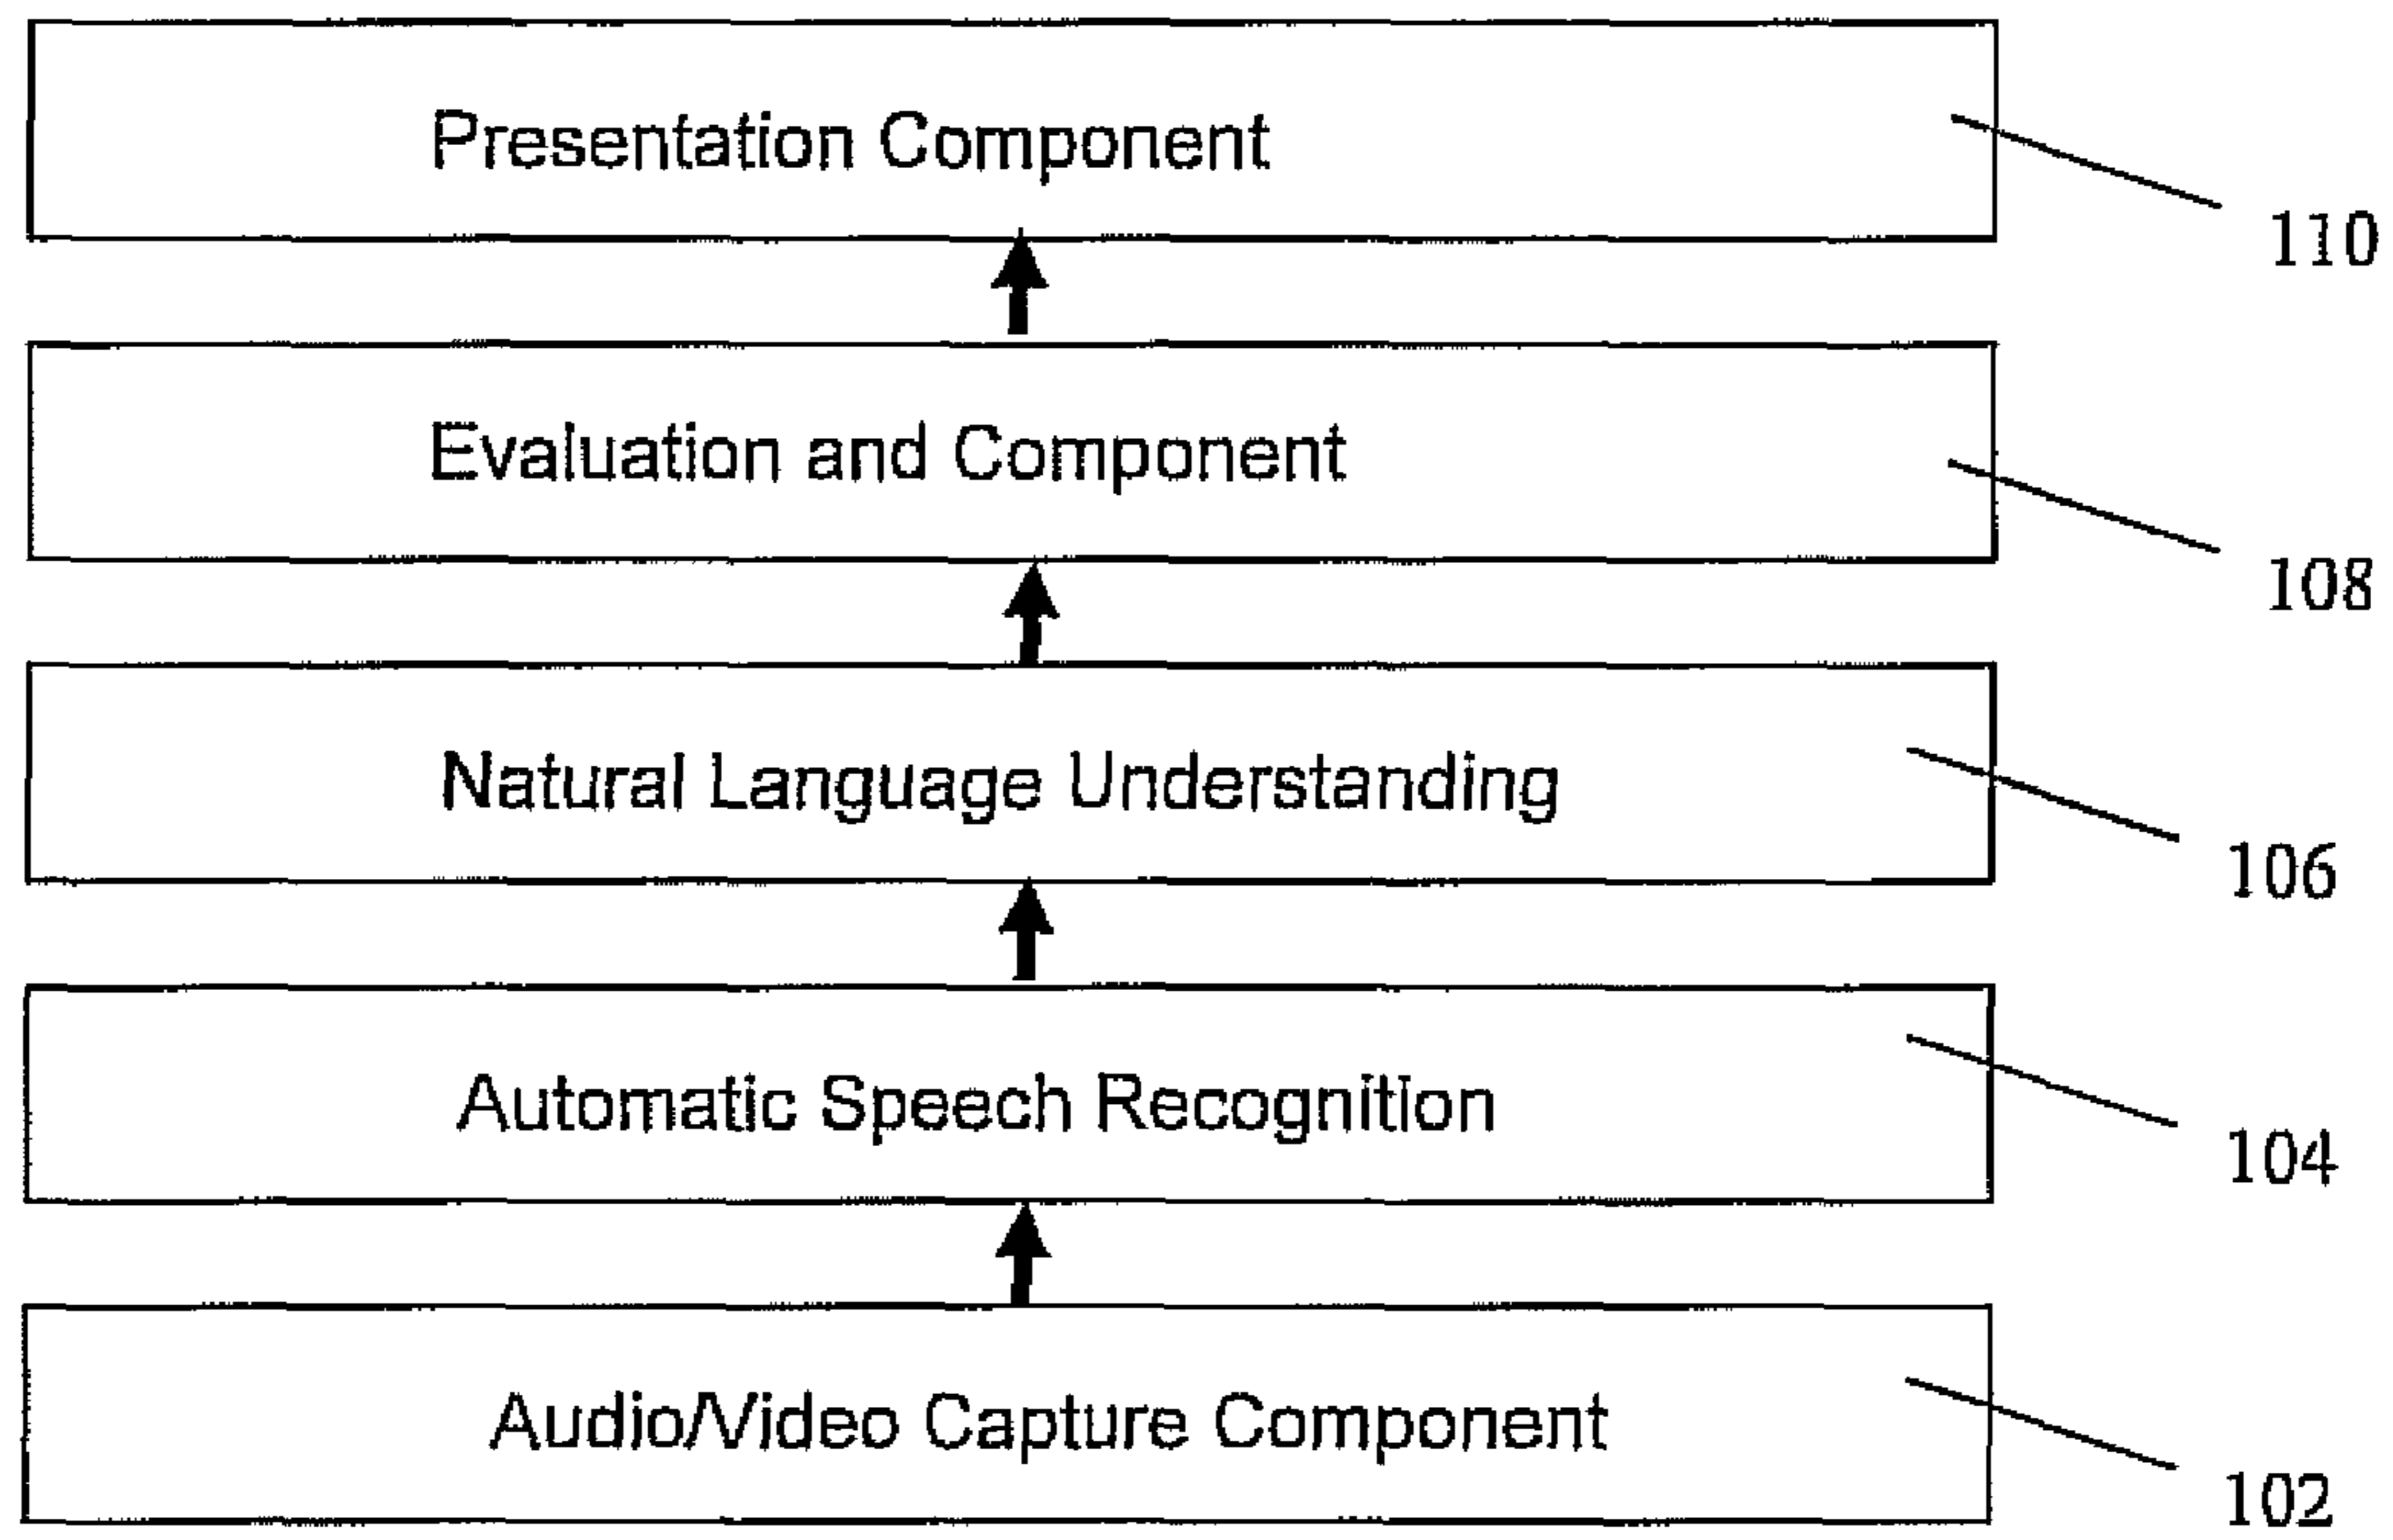 Presentation Component
110
Evaluation and Component
108
Natural Language Understanding
106
Automatic Speech Recognition
104
Audio/Video Capture Component
102